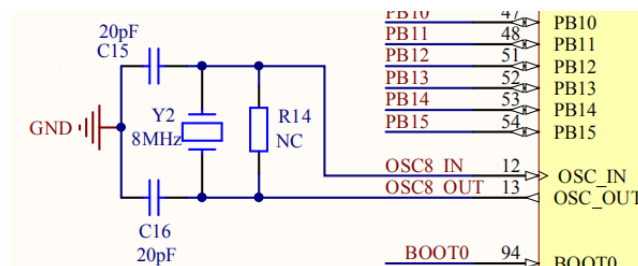 20pF
C15
GND
Y2
8MHz
R14
NC
C16
20pF
PB10 47 PB10
PB11 48 PB11
PB12 51 PB12
PB13 52 PB13
PB14 53 PB14
PB15 54 PB15
OSC8_IN 12 OSC_IN
OSC8_OUT 13 OSC_OUT
BOOT0 94 BOOT0